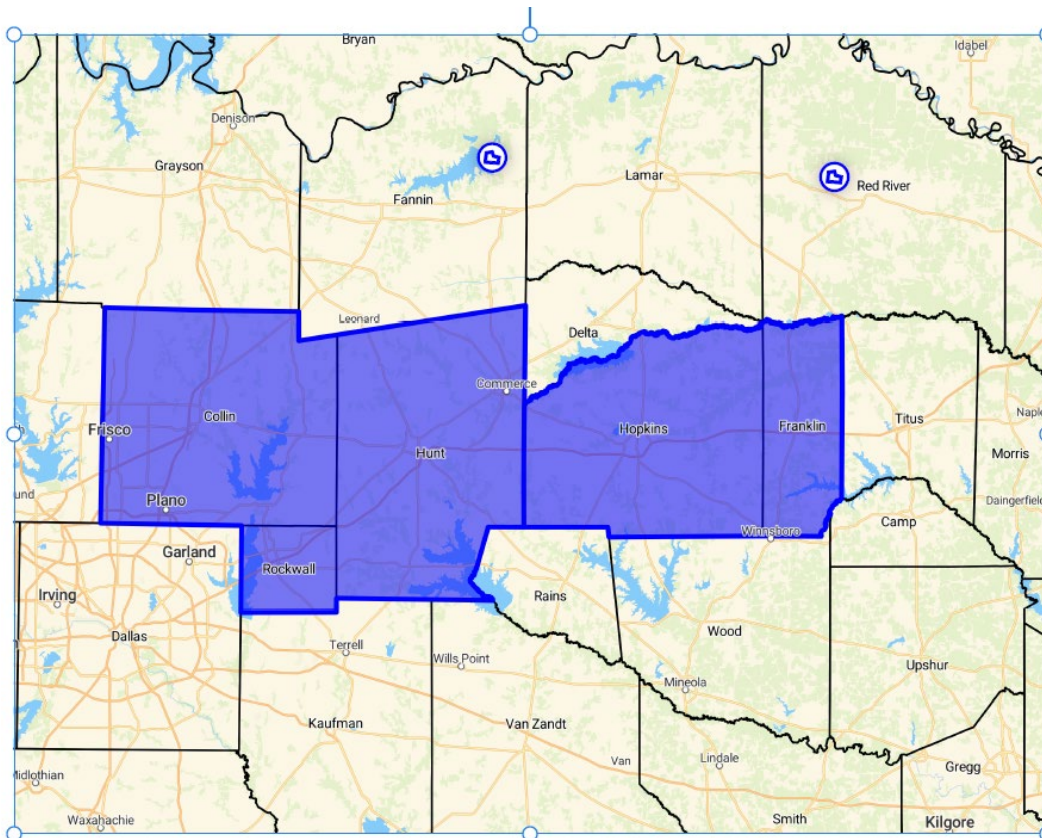 Bryan
Idabel
Denison
Grayson
Fannin
Lamar
Red River
Leonard
Delta
Commerce
Collin
Frisco
Hunt
Hopkins
Franklin
Titus
Naple
Morris
Plano
und
Daingerfield
Winnsboro
Camp
Garland
Rockwall
Irving
Rains
Dallas
Wood
Terrell
Wills Point
Upshur
Mineola
Kaufman
Van Zandt
Van
Lindale
Gregg
Midlothian
Waxahachie
Smith
Kilgore